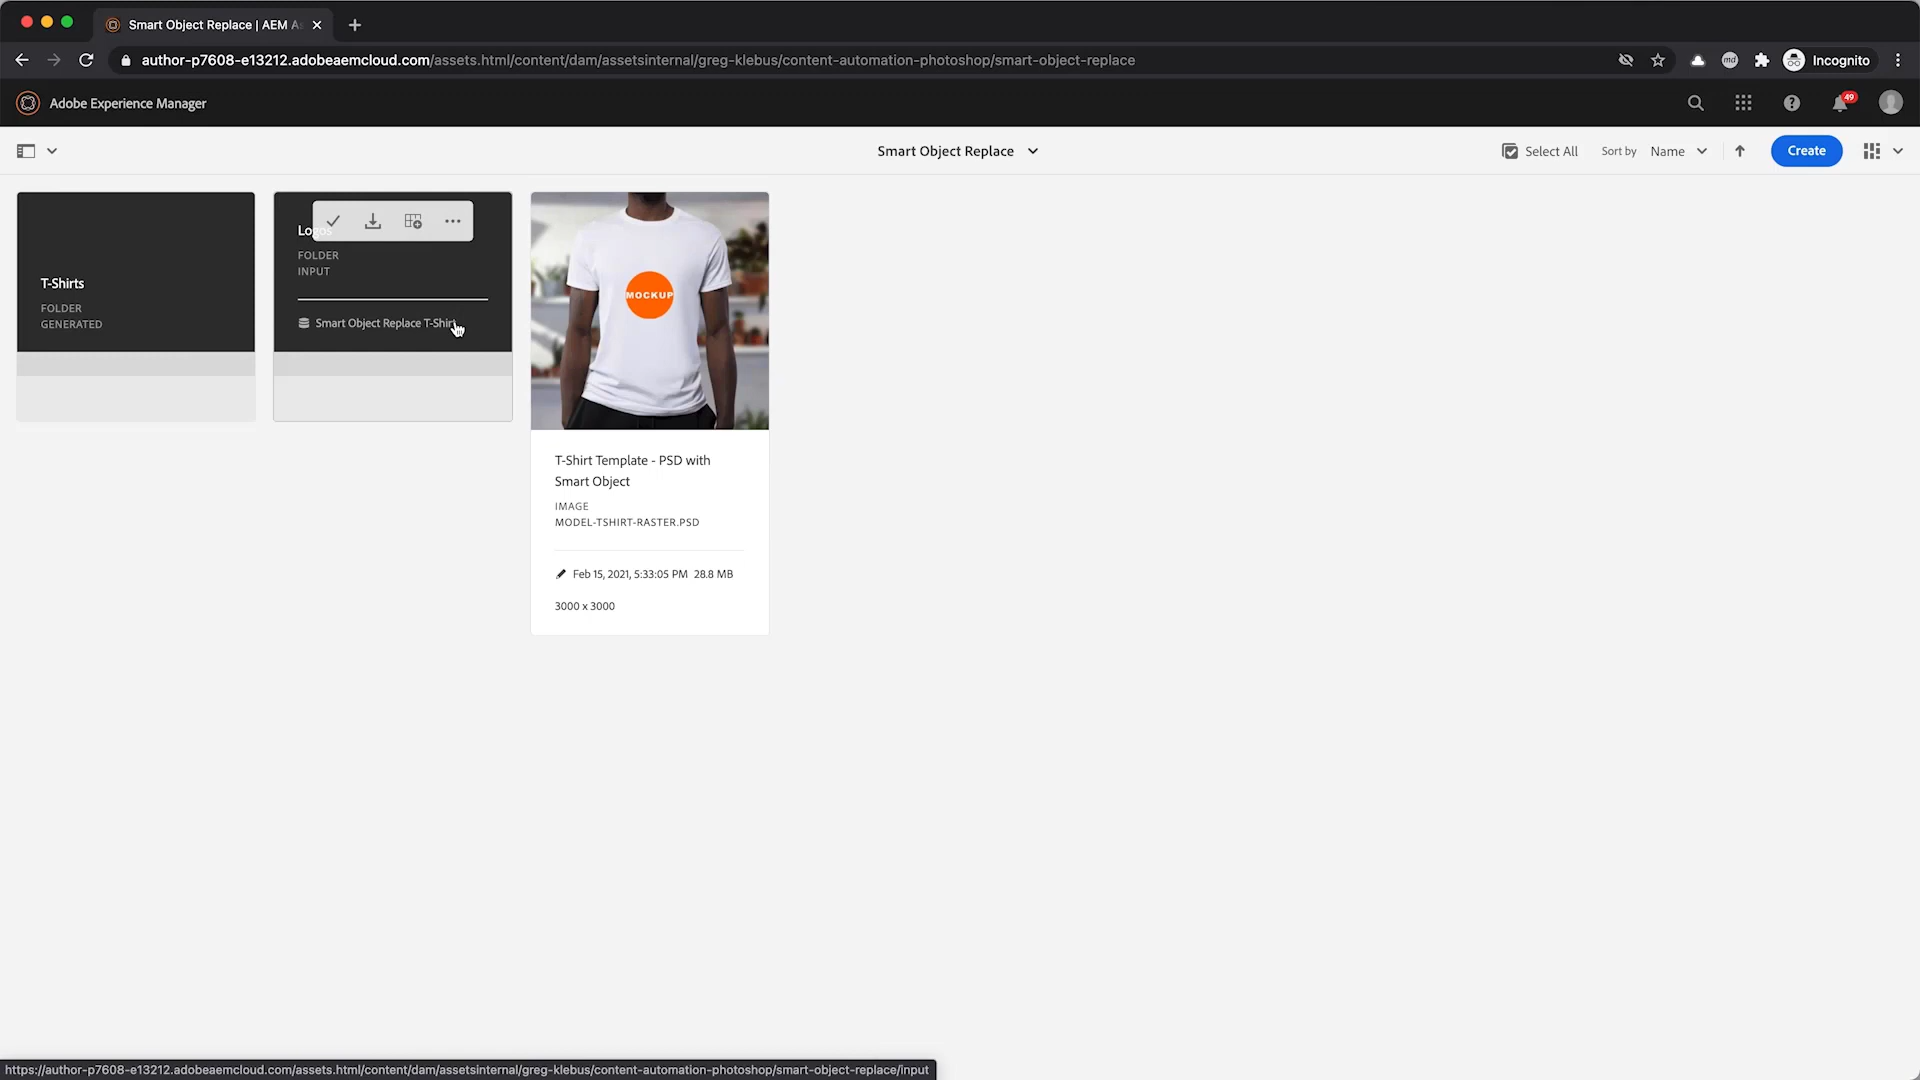 Smart Object Replace | AEM A
author-p7608-e13212.adobeaemcloud.com/assets.html/content/dam/assetsinternal/greg-klebus/content-automation-photoshop/smart-object-replace
md
Incognito
Adobe Experience Manager
49
Smart Object Replace
Select All
Sort by
Name
Create
T-Shirts
FOLDER
GENERATED
Logos
FOLDER
INPUT
Smart Object Replace T-Shirt
MOCKUP
T-Shirt Template - PSD with
Smart Object
IMAGE
MODEL-TSHIRT-RASTER.PSD
Feb 15, 2021, 5:33:05 PM 28.8 MB
3000 x 3000
https://author-p7608-e13212.adobeaemcloud.com/assets.html/content/dam/assetsinternal/greg-klebus/content-automation-photoshop/smart-object-replace/input